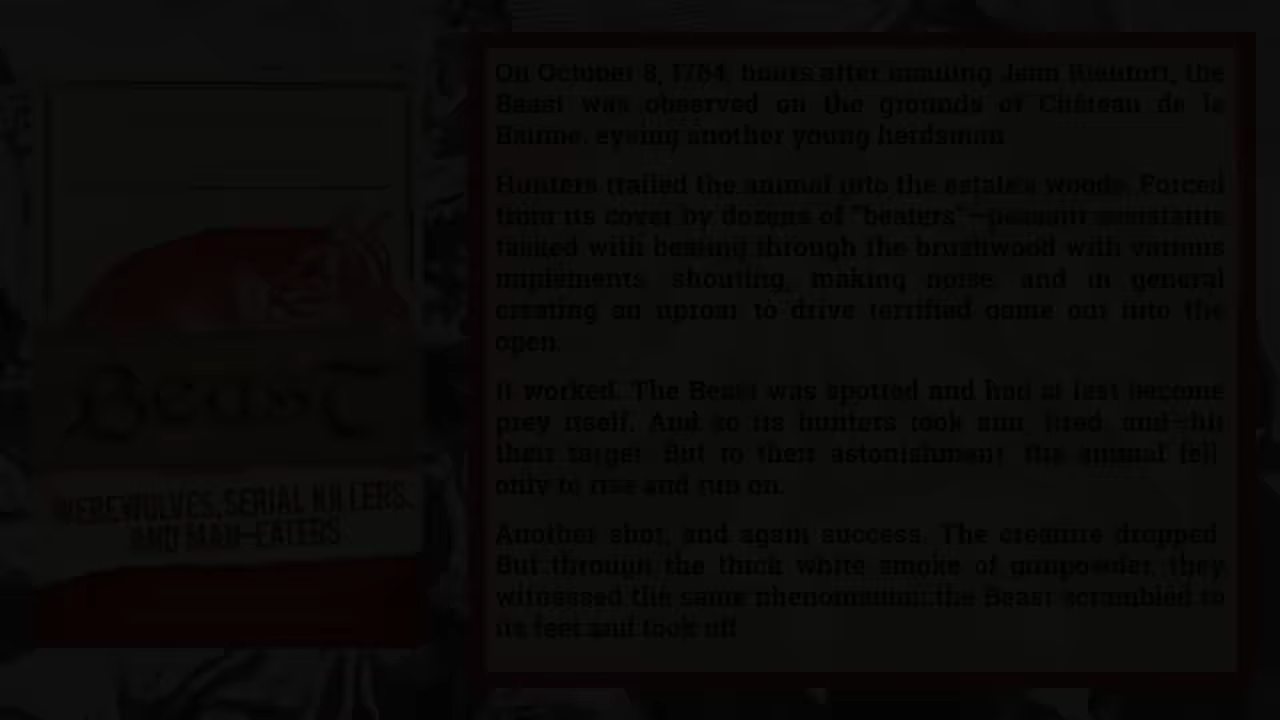 Beast
WEREWOLVES, SERIAL KILLERS,
AND MAN-EATERS
On October 8, 1764, hours after mauling Jean Rieutort, the
Beast was observed on the grounds of Château de la
Baume, eyeing another young herdsman
Hunters trailed the animal into the estate's woods. Forced
from its cover by dozens of "beaters"—peasant assistants
tasked with beating through the brushwood with various
implements, shouting, making noise, and in general
creating an uproar to drive terrified game out into the
open.
It worked. The Beast was spotted and had at last become
prey itself. And so its hunters took aim, fired, and—hit
their target. But to their astonishment, the animal fell
only to rise and run on.
Another shot, and again success. The creature dropped.
But through the thick white smoke of gunpowder, they
witnessed the same phenomenon: the Beast scrambled to
its feet and took off